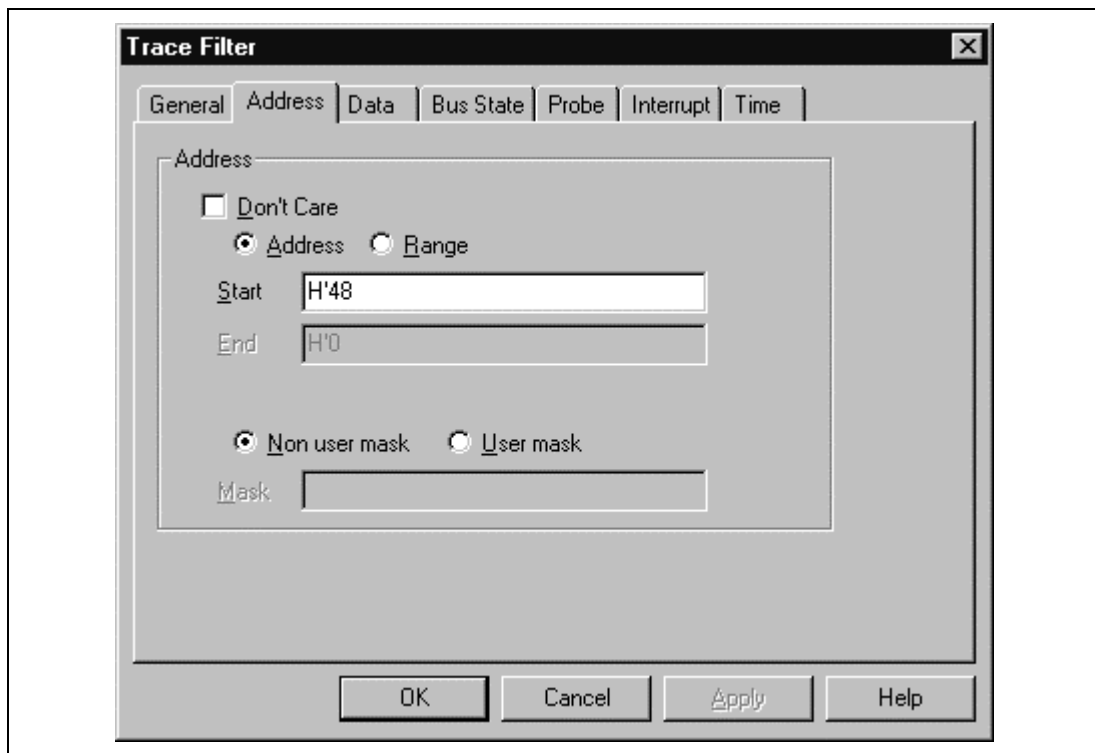 Trace Filter
General Address Data Bus State Probe Interrupt Time
Address
Don't Care
Address Range
Start H'48
End H'0
Non user mask User mask
Mask
OK Cancel Apply Help